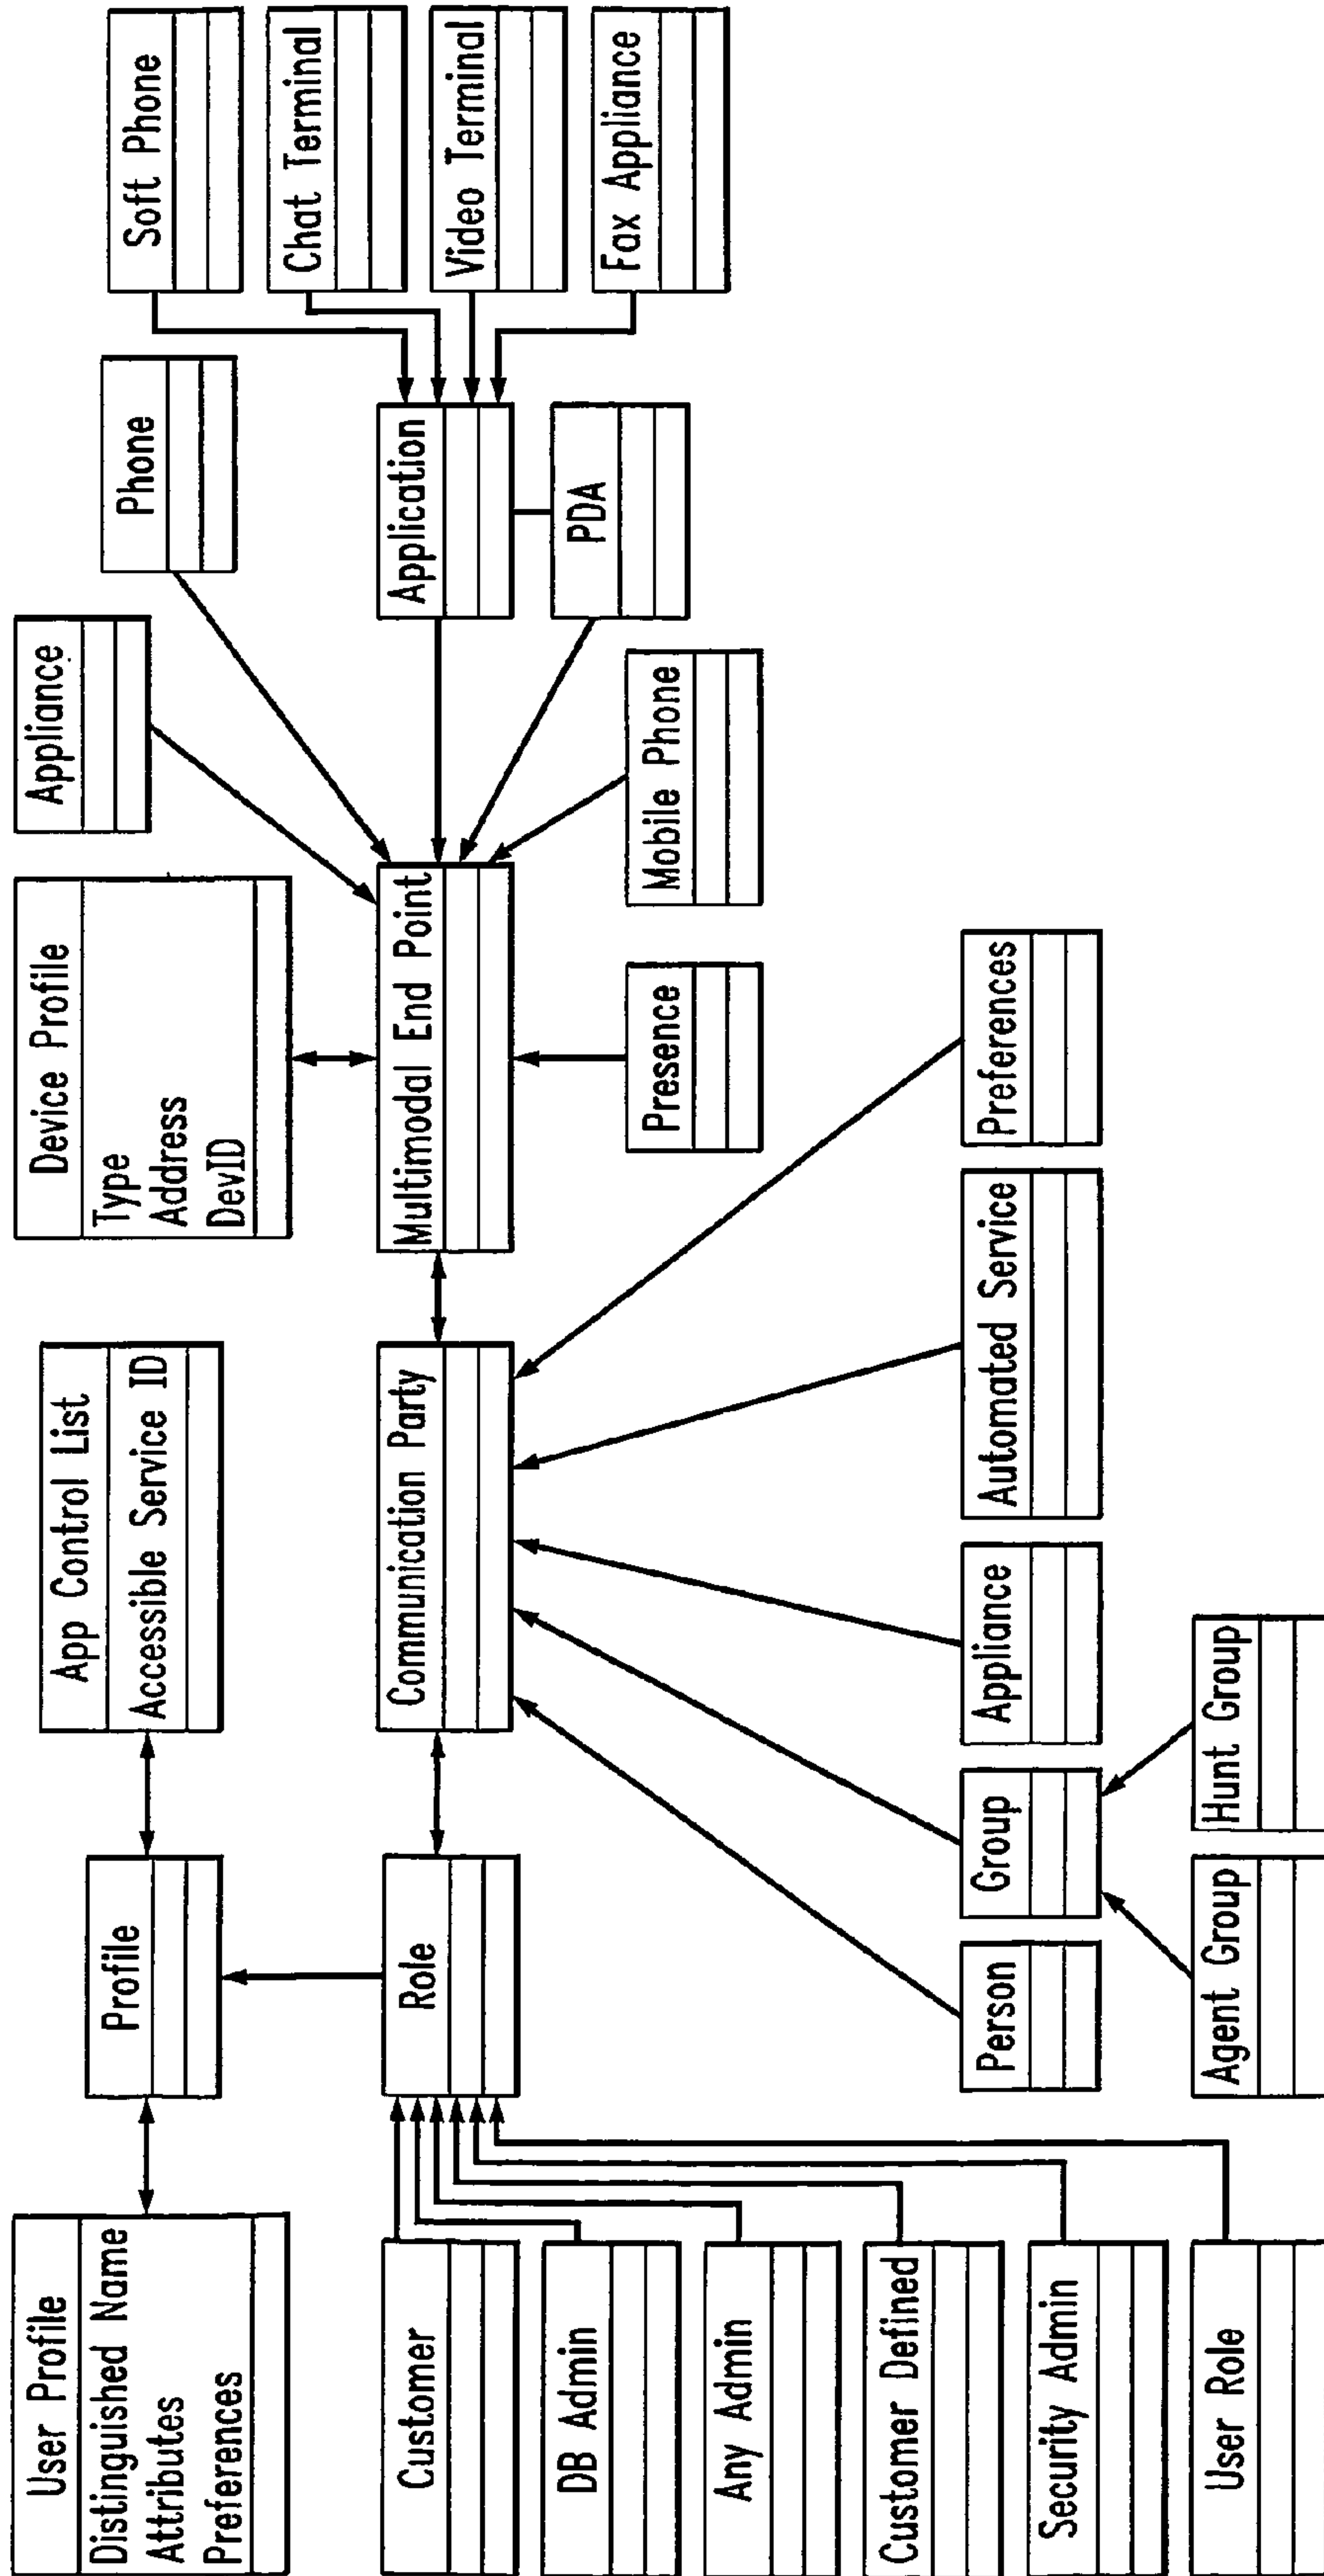 User Profile
Distinguished Name
Attributes
Preferences
Profile
App Control List
Accessible Service ID
Device Profile
Type
Address
DevID
Appliance
Phone
Soft Phone
Chat Terminal
Video Terminal
Fax Appliance
Customer
DB Admin
Any Admin
Customer Defined
Security Admin
User Role
Role
Communication Party
Multimodal End Point
Application
PDA
Presence
Mobile Phone
Person
Group
Appliance
Automated Service
Preferences
Agent Group
Hunt Group